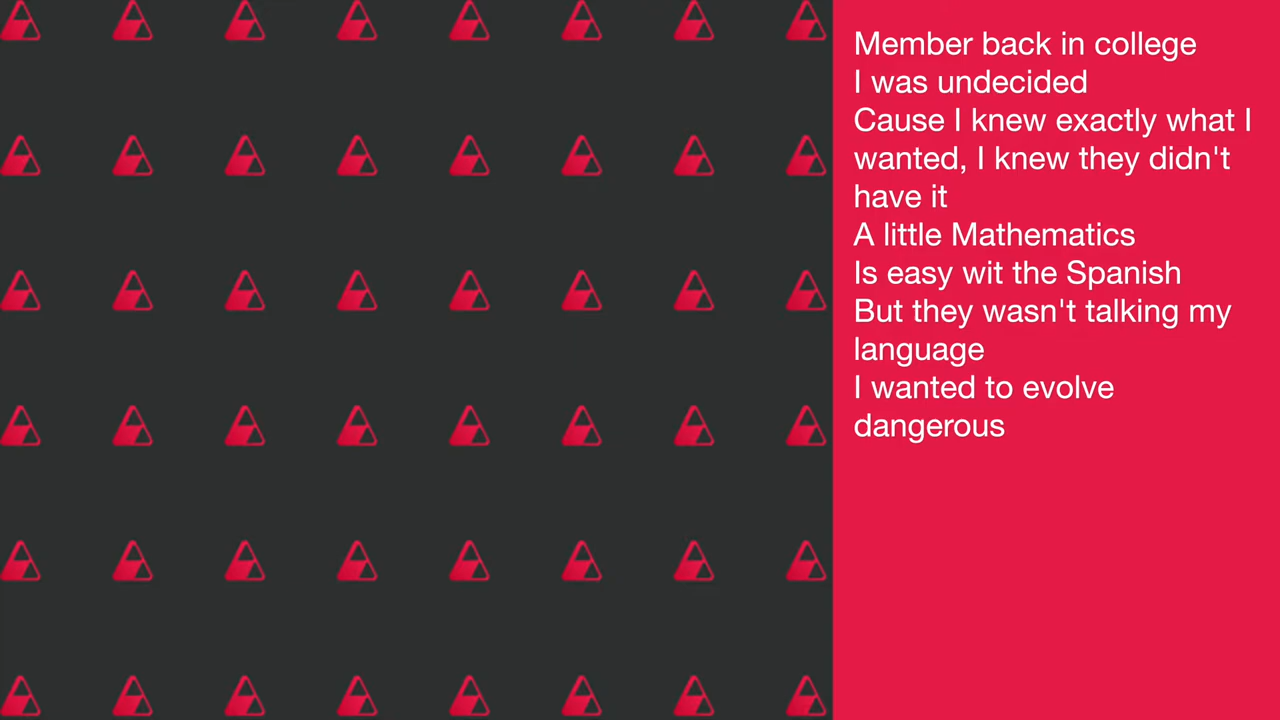 Member back in college
I was undecided
Cause I knew exactly what I
wanted, I knew they didn't
have it
A little Mathematics
Is easy wit the Spanish
But they wasn't talking my
language
I wanted to evolve
dangerous